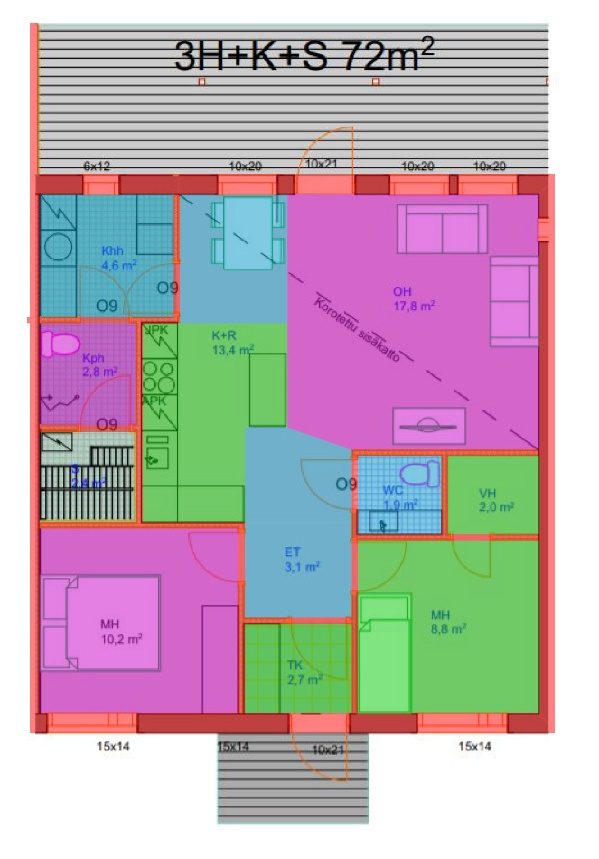 3H+K+S 72m²
6x12
10x20
10x21
10x20
10x20
Khh
4,6 m²
O9
O9
OH
17,8 m²
Korotettu sisäkatto
JPK
K+R
13,4 m²
Kph
2,8 m²
APK
O9
S
O9
WC
1,9 m²
VH
2,0 m²
ET
3,1 m²
MH
10,2 m²
MH
8,8 m²
TK
2,7 m²
15x14
15x14
10x21
15x14